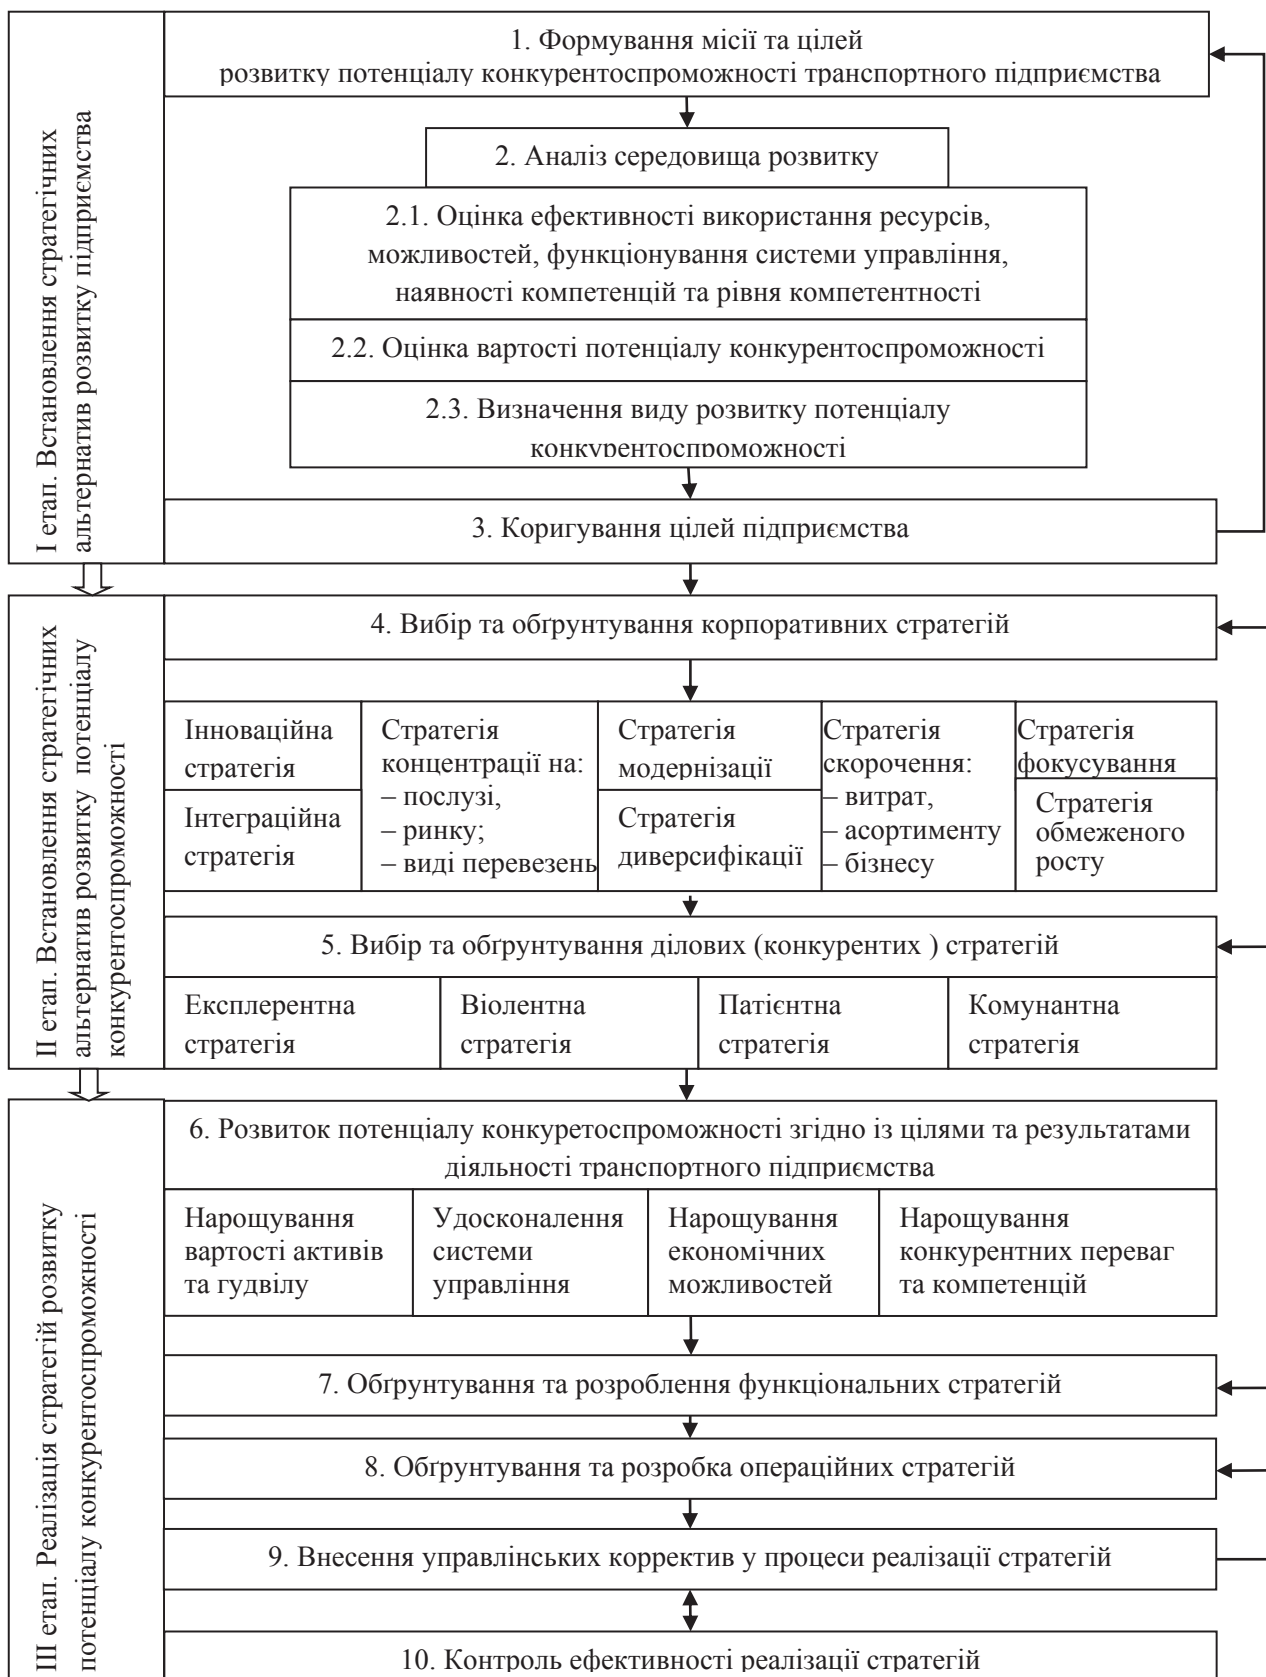 І етап. Встановлення стратегічних
альтернатив розвитку підприємства
1. Формування місії та цілей
розвитку потенціалу конкурентоспроможності транспортного підприємства
2. Аналіз середовища розвитку
2.1. Оцінка ефективності використання ресурсів,
можливостей, функціонування системи управління,
наявності компетенцій та рівня компетентності
2.2. Оцінка вартості потенціалу конкурентоспроможності
2.3. Визначення виду розвитку потенціалу
конкурентоспроможності
3. Коригування цілей підприємства
ІІ етап. Встановлення стратегічних
альтернатив розвитку потенціалу
конкурентоспроможності
4. Вибір та обґрунтування корпоративних стратегій
Інноваційна
стратегія
Інтеграційна
стратегія
Стратегія
концентрації на:
– послузі,
– ринку;
– виді перевезень
Стратегія
модернізації
Стратегія
диверсифікації
Стратегія
скорочення:
– витрат,
– асортименту
– бізнесу
Стратегія
фокусування
Стратегія
обмеженого
росту
5. Вибір та обґрунтування ділових (конкурентих ) стратегій
Експлерентна
стратегія
Віолентна
стратегія
Патієнтна
стратегія
Комунантна
стратегія
ІІІ етап. Реалізація стратегій розвитку
потенціалу конкурентоспроможності
6. Розвиток потенціалу конкуретоспроможності згідно із цілями та результатами
діяльності транспортного підприємства
Нарощування
вартості активів
та гудвілу
Удосконалення
системи
управління
Нарощування
економічних
можливостей
Нарощування
конкурентних переваг
та компетенцій
7. Обґрунтування та розроблення функціональних стратегій
8. Обґрунтування та розробка операційних стратегій
9. Внесення управлінських корректив у процеси реалізації стратегій
10. Контроль ефективності реалізації стратегій